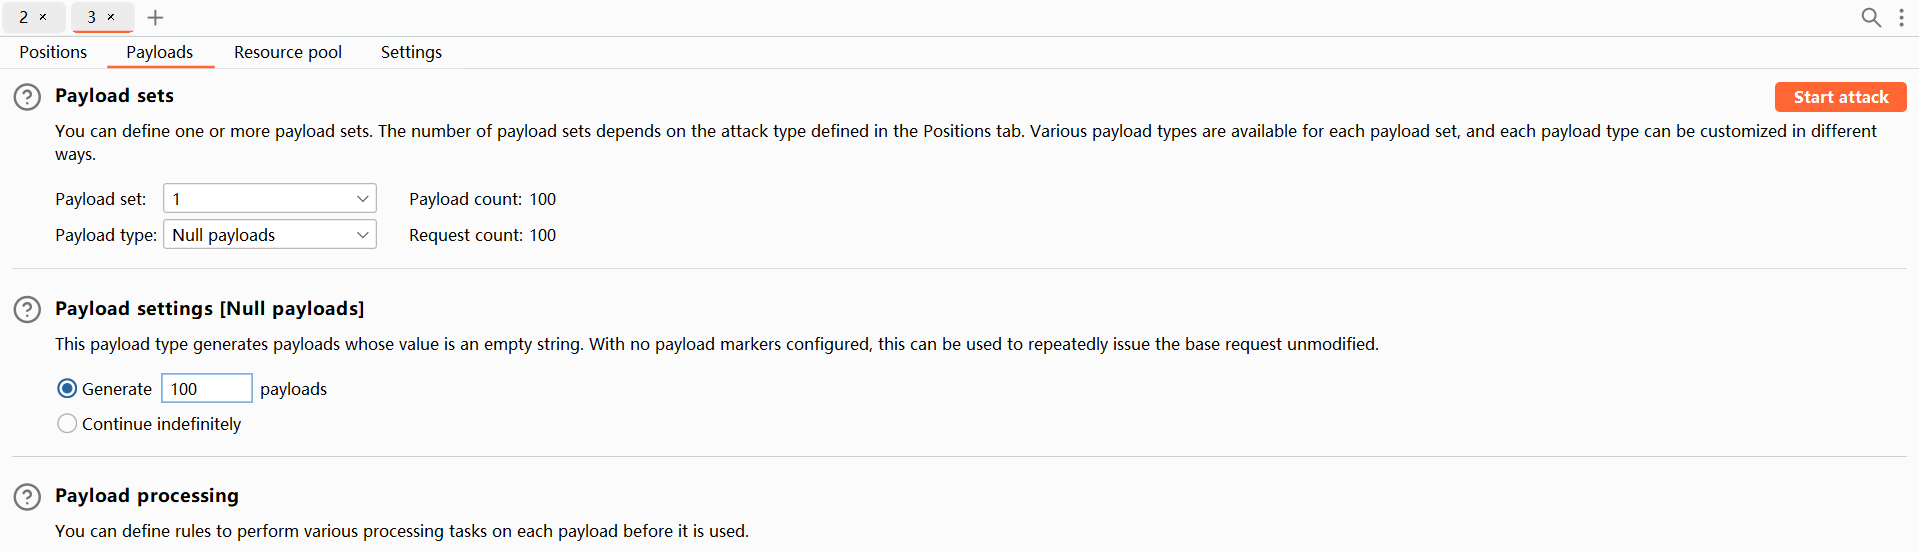 2 ×
3 ×
Positions
Payloads
Resource pool
Settings
Payload sets
Start attack
You can define one or more payload sets. The number of payload sets depends on the attack type defined in the Positions tab. Various payload types are available for each payload set, and each payload type can be customized in different
ways.
Payload set: 1
Payload count: 100
Payload type: Null payloads
Request count: 100
Payload settings [Null payloads]
This payload type generates payloads whose value is an empty string. With no payload markers configured, this can be used to repeatedly issue the base request unmodified.
Generate 100 payloads
Continue indefinitely
Payload processing
You can define rules to perform various processing tasks on each payload before it is used.